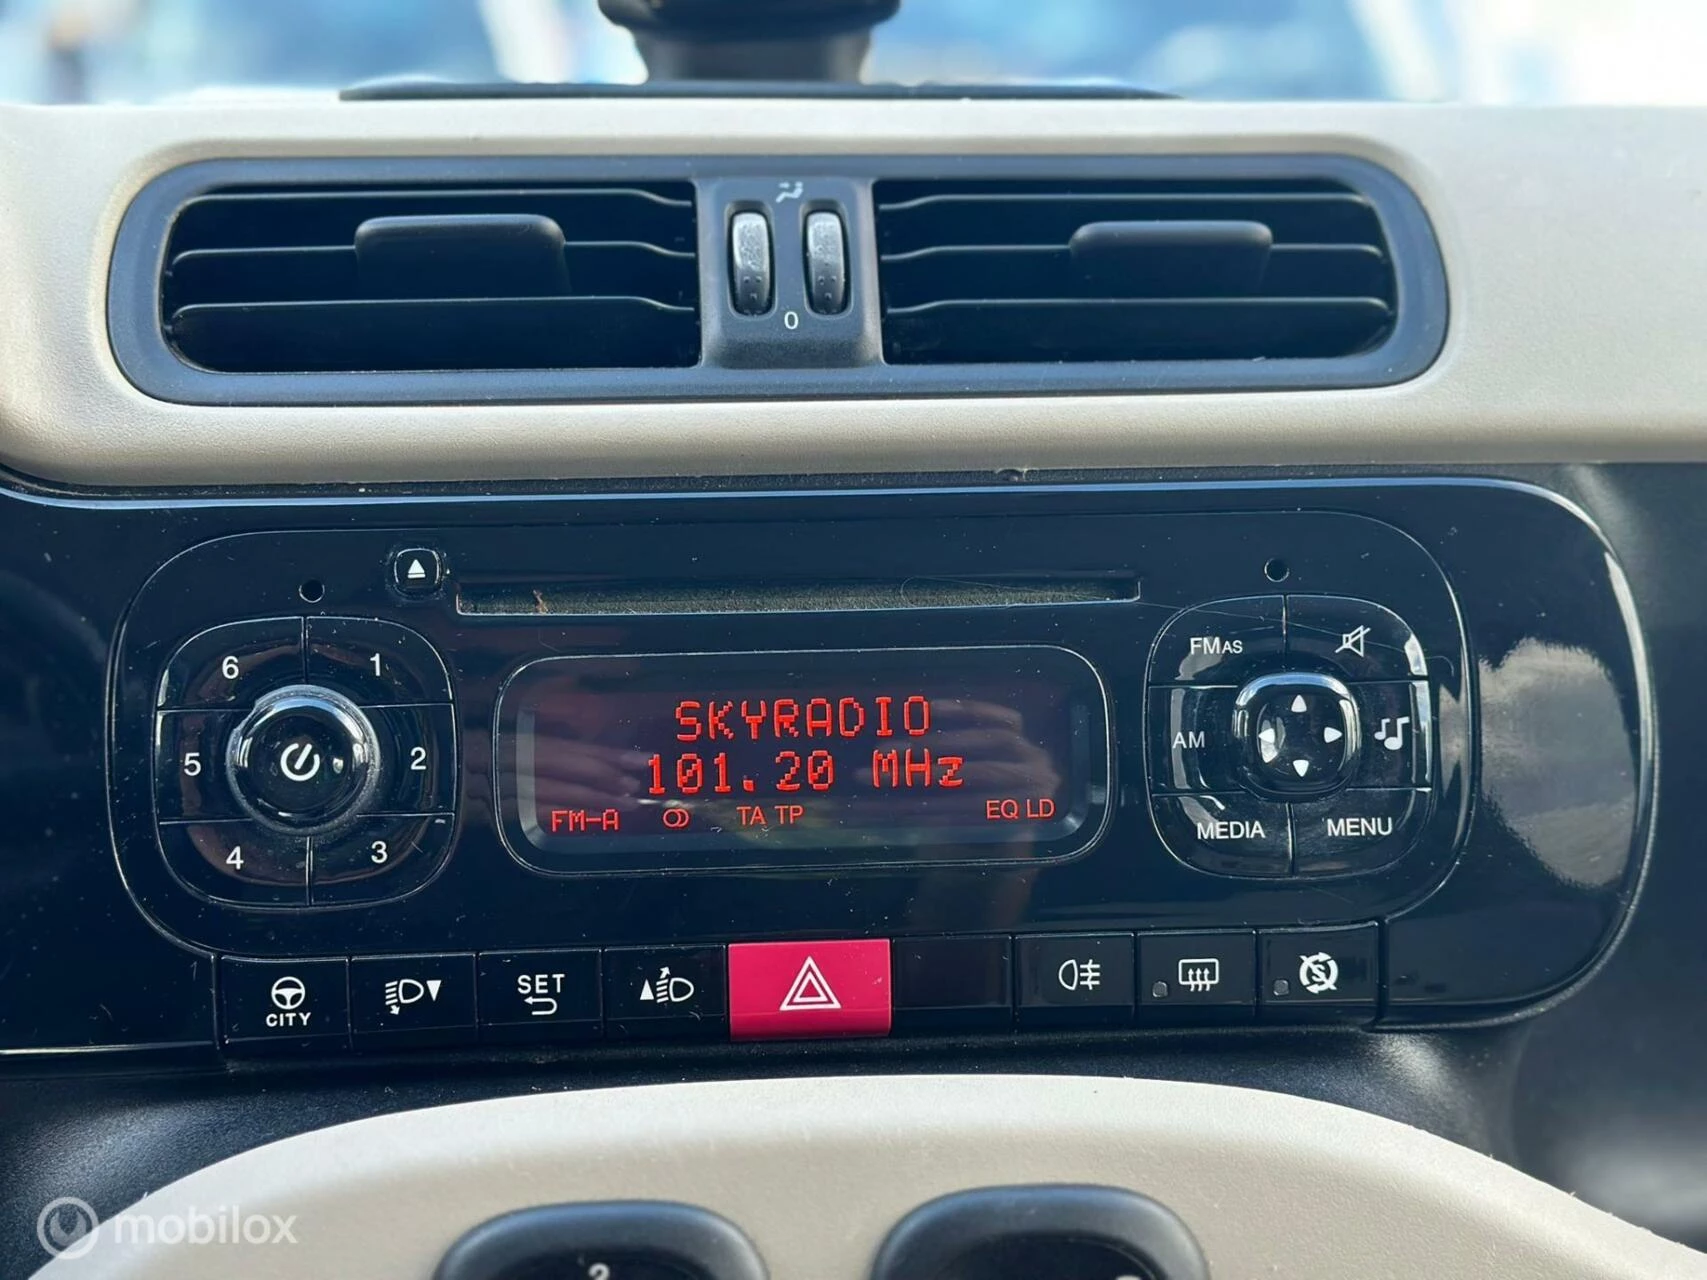 0
6 1
5 2
4 3
SKYRADIO
101.20 MHz
FM-A TA TP EQ LD
FMAS
AM
MEDIA MENU
CITY
SET
mobilox